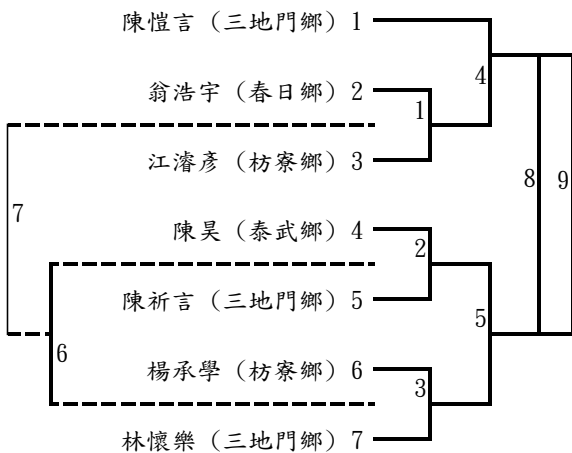 陳愷言 (三地門鄉) 1
4
翁浩宇 (春日鄉) 2
1
江濬彥 (枋寮鄉) 3
8
9
7
陳昊 (泰武鄉) 4
2
陳祈言 (三地門鄉) 5
5
6
楊承學 (枋寮鄉) 6
3
林懷樂 (三地門鄉) 7